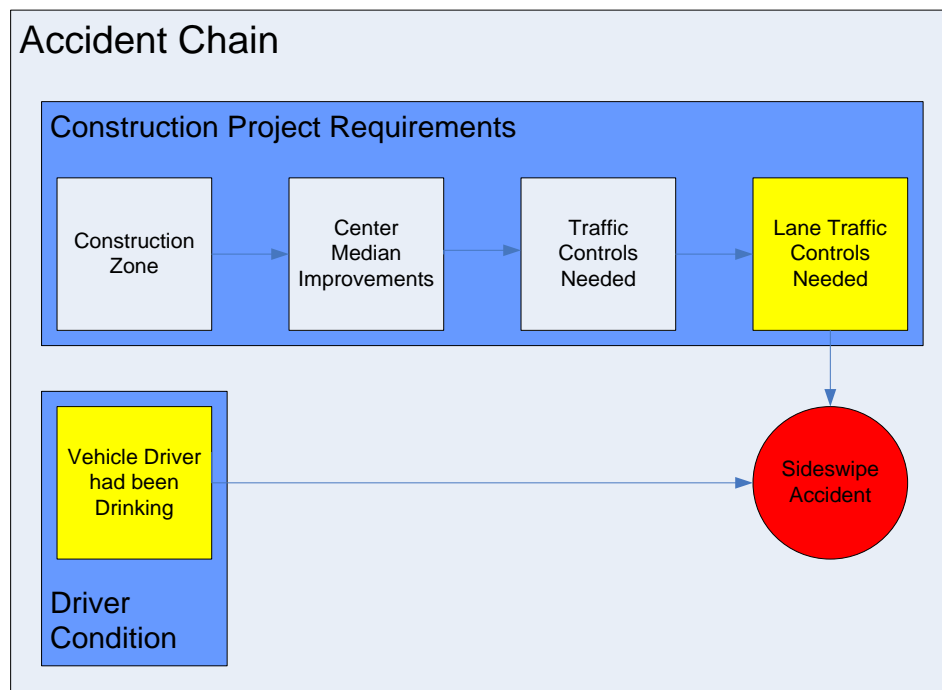 Accident Chain
Construction Project Requirements
Construction
Zone
Center
Median
Improvements
Traffic
Controls
Needed
Lane Traffic
Controls
Needed
Vehicle Driver
had been
Drinking
Sideswipe
Accident
Driver
Condition